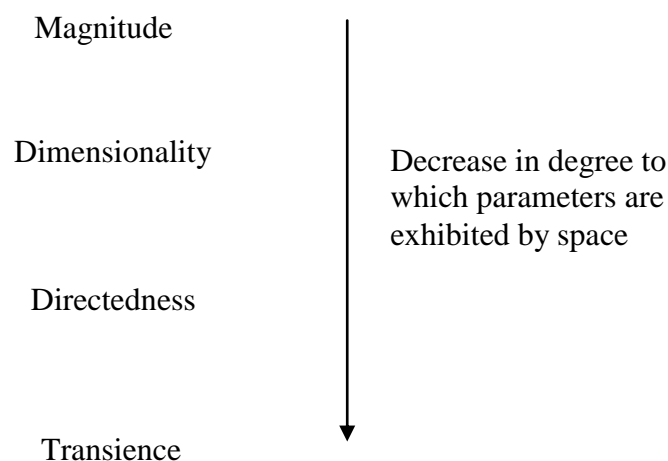 Magnitude
Dimensionality
Decrease in degree to
which parameters are
exhibited by space
Directedness
Transience